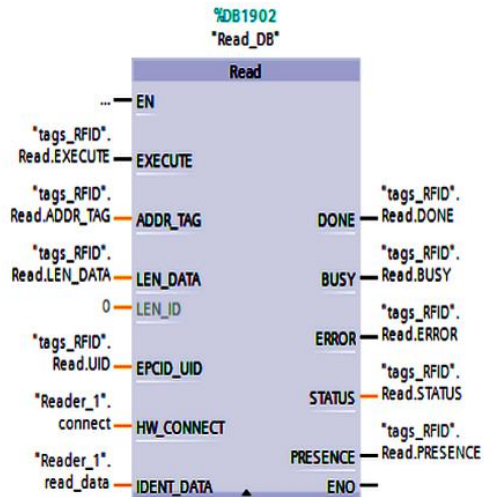 %DB1902
"Read_DB"
Read
... EN
"tags_RFID".
Read.EXECUTE EXECUTE
"tags_RFID".
Read.ADDR_TAG ADDR_TAG
"tags_RFID".
DONE Read.DONE
"tags_RFID".
Read.LEN_DATA LEN_DATA
"tags_RFID".
BUSY Read.BUSY
0 LEN_ID
"tags_RFID".
ERROR Read.ERROR
"tags_RFID".
Read.UID EPCID_UID
"tags_RFID".
STATUS Read.STATUS
"Reader_1".
connect HW_CONNECT
"tags_RFID".
PRESENCE Read.PRESENCE
"Reader_1".
read_data IDENT_DATA
ENO